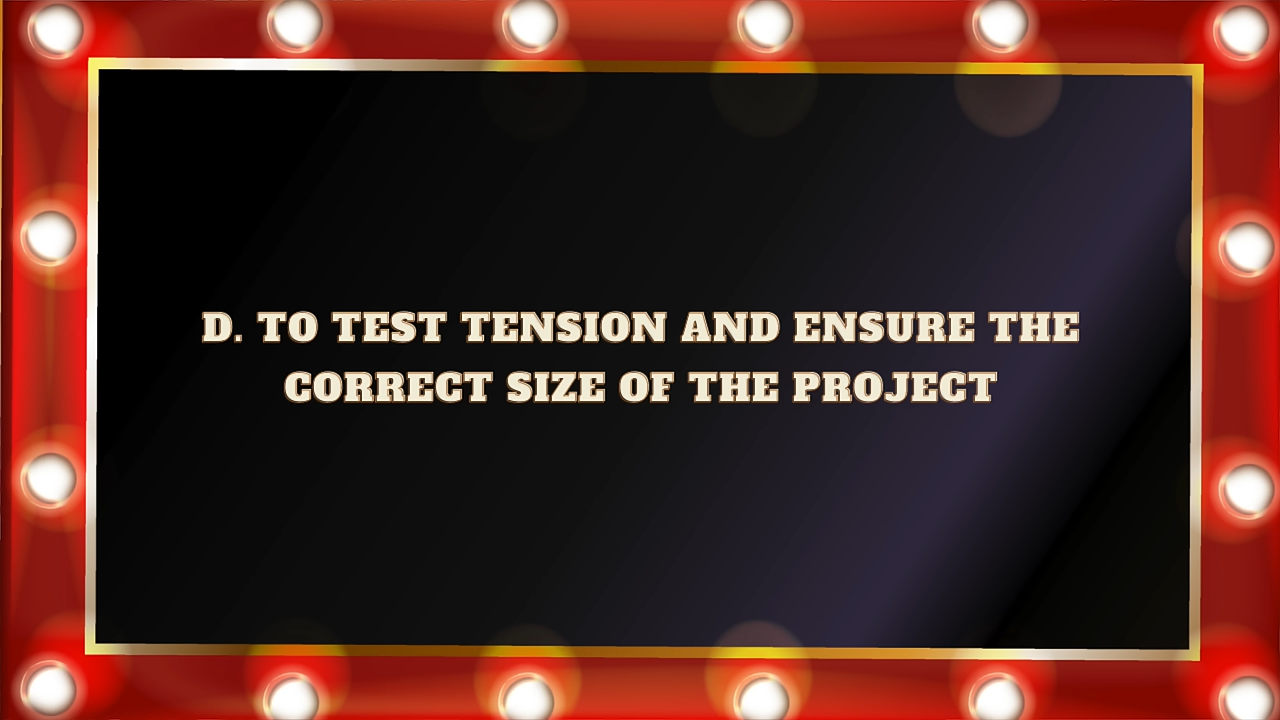 D. TO TEST TENSION AND ENSURE THE
CORRECT SIZE OF THE PROJECT